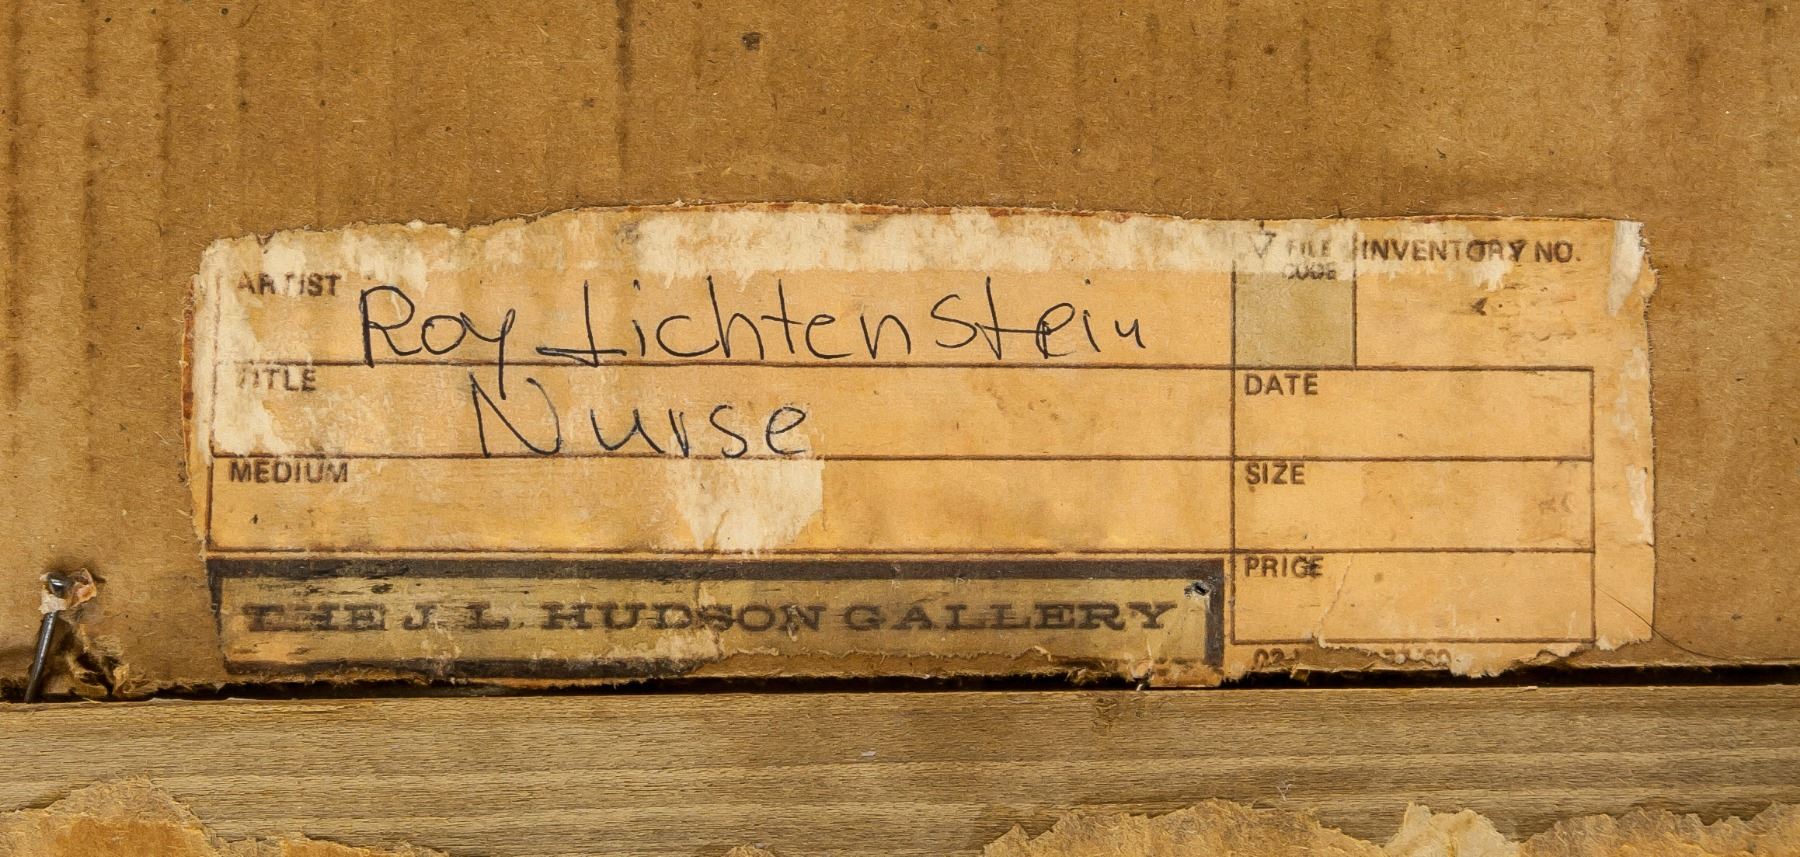 ARTIST Roy Lichtenstein
FILE CODE
INVENTORY NO.
TITLE Nurse
DATE
MEDIUM
SIZE
PRICE
THE J. L. HUDSON GALLERY